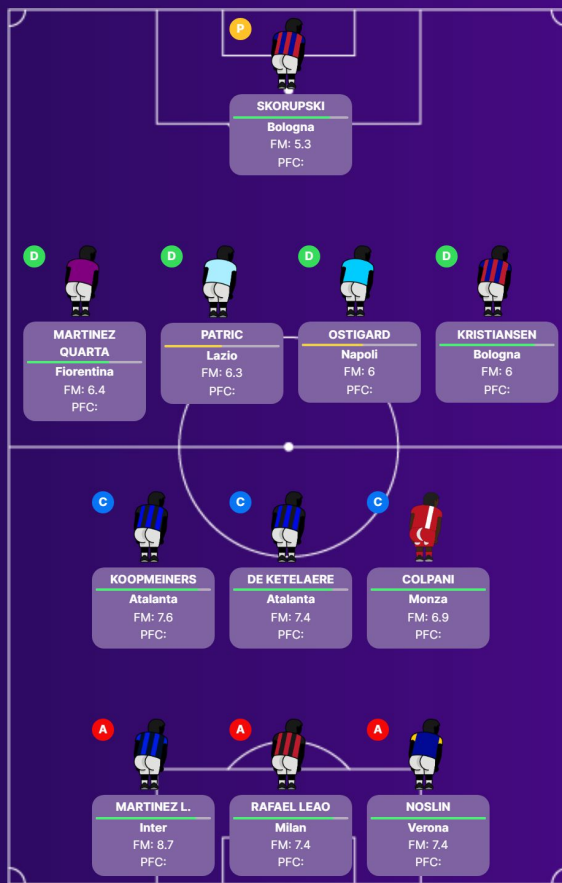 P
SKORUPSKI
Bologna
FM: 5.3
PFC:
D
MARTINEZ
QUARTA
Fiorentina
FM: 6.4
PFC:
D
PATRIC
Lazio
FM: 6.3
PFC:
D
OSTIGARD
Napoli
FM: 6
PFC:
D
KRISTIANSEN
Bologna
FM: 6
PFC:
C
KOOPMEINERS
Atalanta
FM: 7.6
PFC:
C
DE KETELAERE
Atalanta
FM: 7.4
PFC:
C
COLPANI
Monza
FM: 6.9
PFC:
A
MARTINEZ L.
Inter
FM: 8.7
PFC:
A
RAFAEL LEAO
Milan
FM: 7.4
PFC:
A
NOSLIN
Verona
FM: 7.4
PFC: